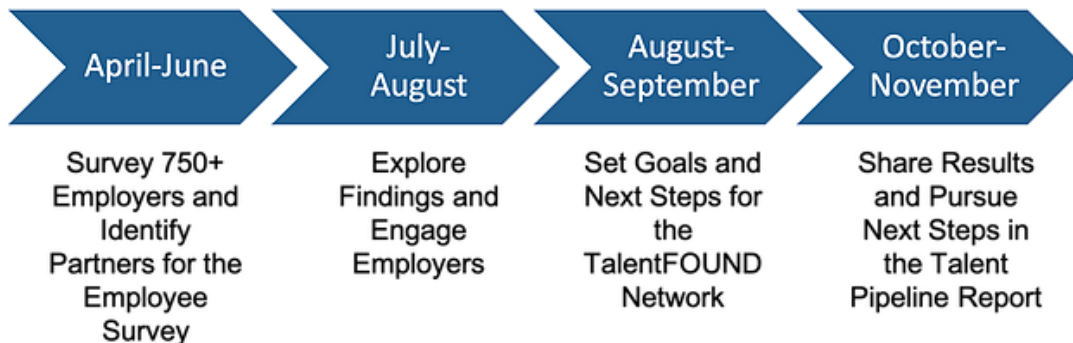 April-June
Survey 750+
Employers and
Identify
Partners for the
Employee
Survey
July-
August
Explore
Findings and
Engage
Employers
August-
September
Set Goals and
Next Steps for
the
TalentFOUND
Network
October-
November
Share Results
and Pursue
Next Steps in
the Talent
Pipeline Report